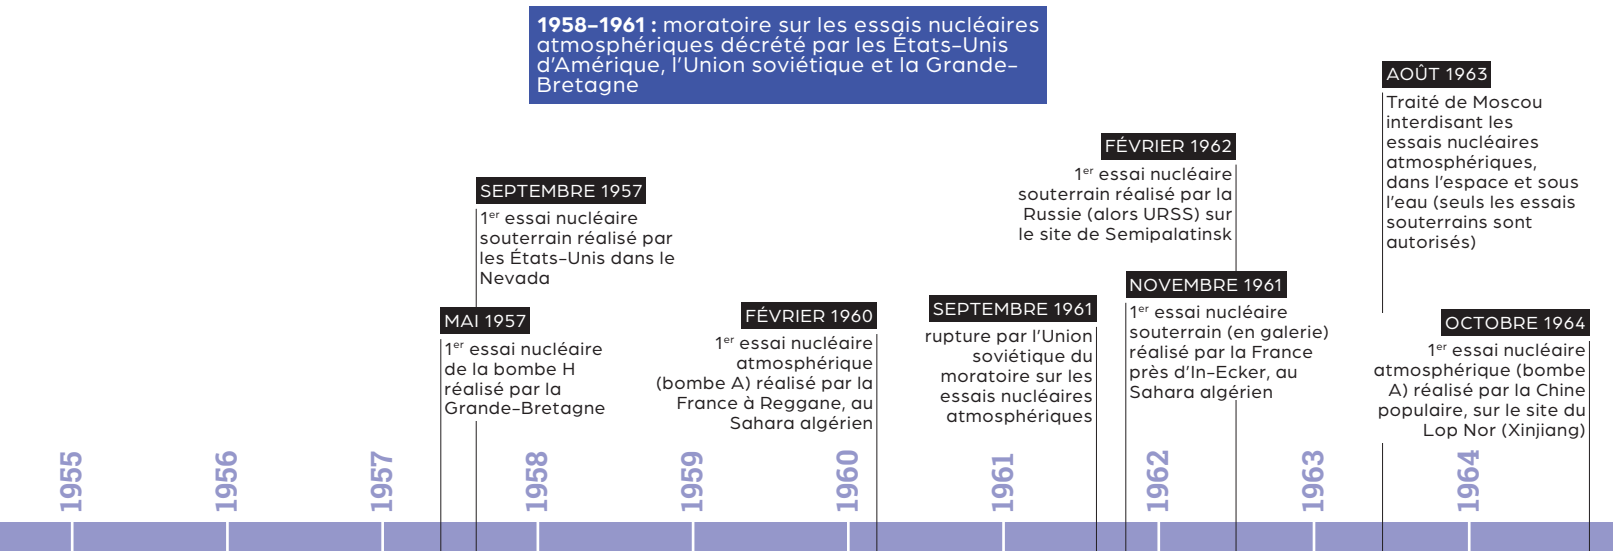 1958-1961 : moratoire sur les essais nucléaires
atmosphériques décrété par les États-Unis
d'Amérique, l'Union soviétique et la Grande-
Bretagne
MAI 1957
1er essai nucléaire
de la bombe H
réalisé par la
Grande-Bretagne
SEPTEMBRE 1957
1er essai nucléaire
souterrain réalisé par
les États-Unis dans le
Nevada
FÉVRIER 1960
1er essai nucléaire
atmosphérique
(bombe A) réalisé par la
France à Reggane, au
Sahara algérien
SEPTEMBRE 1961
rupture par l'Union
soviétique du
moratoire sur les
essais nucléaires
atmosphériques
NOVEMBRE 1961
1er essai nucléaire
souterrain (en galerie)
réalisé par la France
près d'In-Ecker, au
Sahara algérien
FÉVRIER 1962
1er essai nucléaire
souterrain réalisé par la
Russie (alors URSS) sur
le site de Semipalatinsk
AOÛT 1963
Traité de Moscou
interdisant les
essais nucléaires
atmosphériques,
dans l'espace et sous
l'eau (seuls les essais
souterrains sont
autorisés)
OCTOBRE 1964
1er essai nucléaire
atmosphérique (bombe
A) réalisé par la Chine
populaire, sur le site du
Lop Nor (Xinjiang)
1955
1956
1957
1958
1959
1960
1961
1962
1963
1964